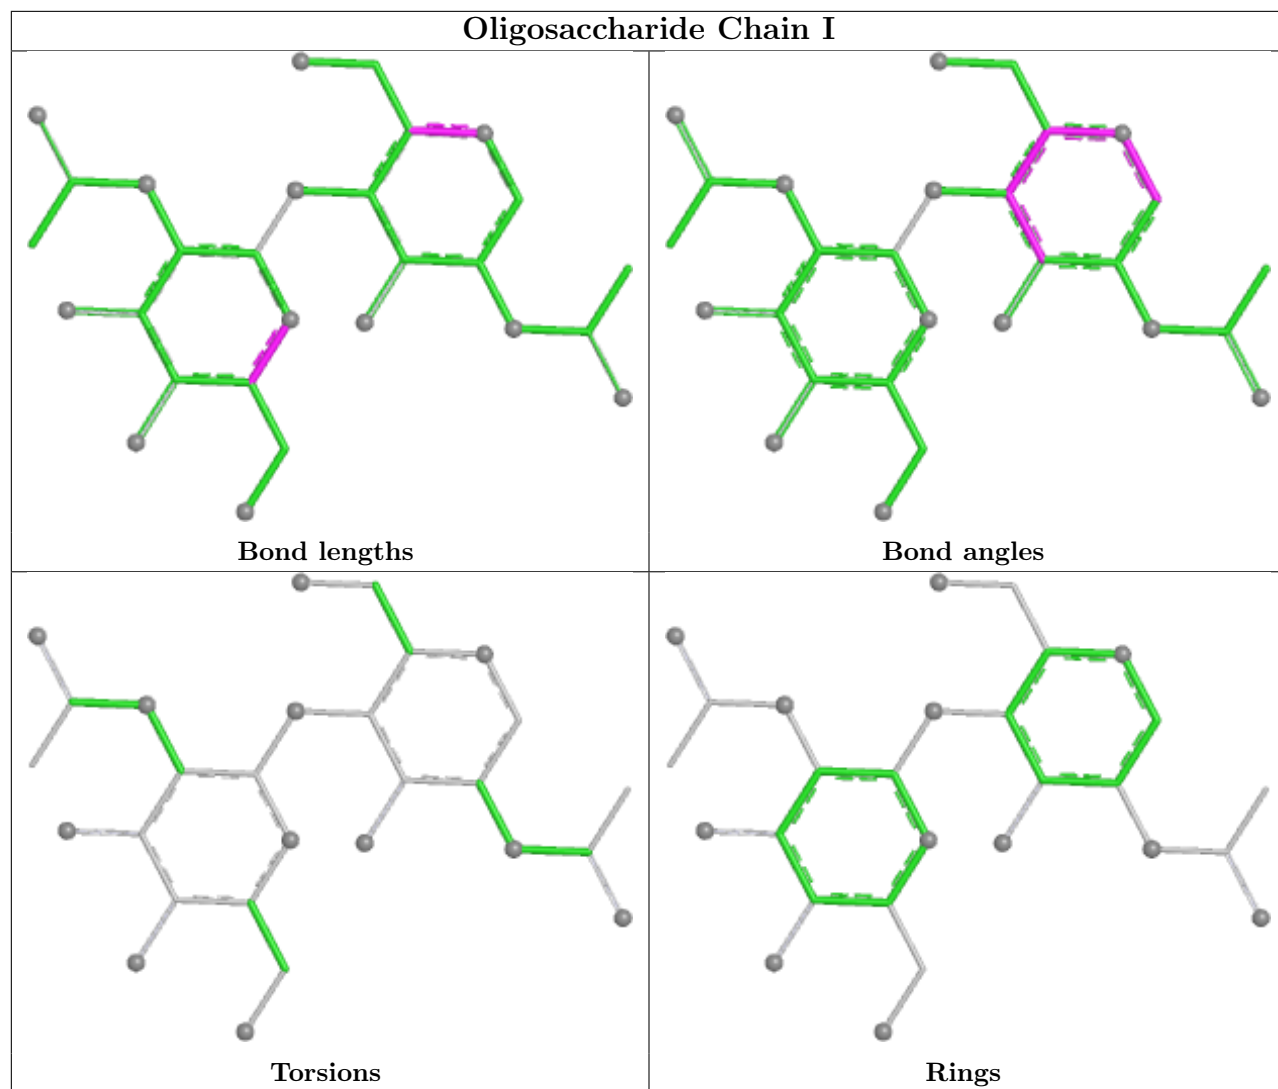 Oligosaccharide Chain I
Bond lengths
Bond angles
Torsions
Rings